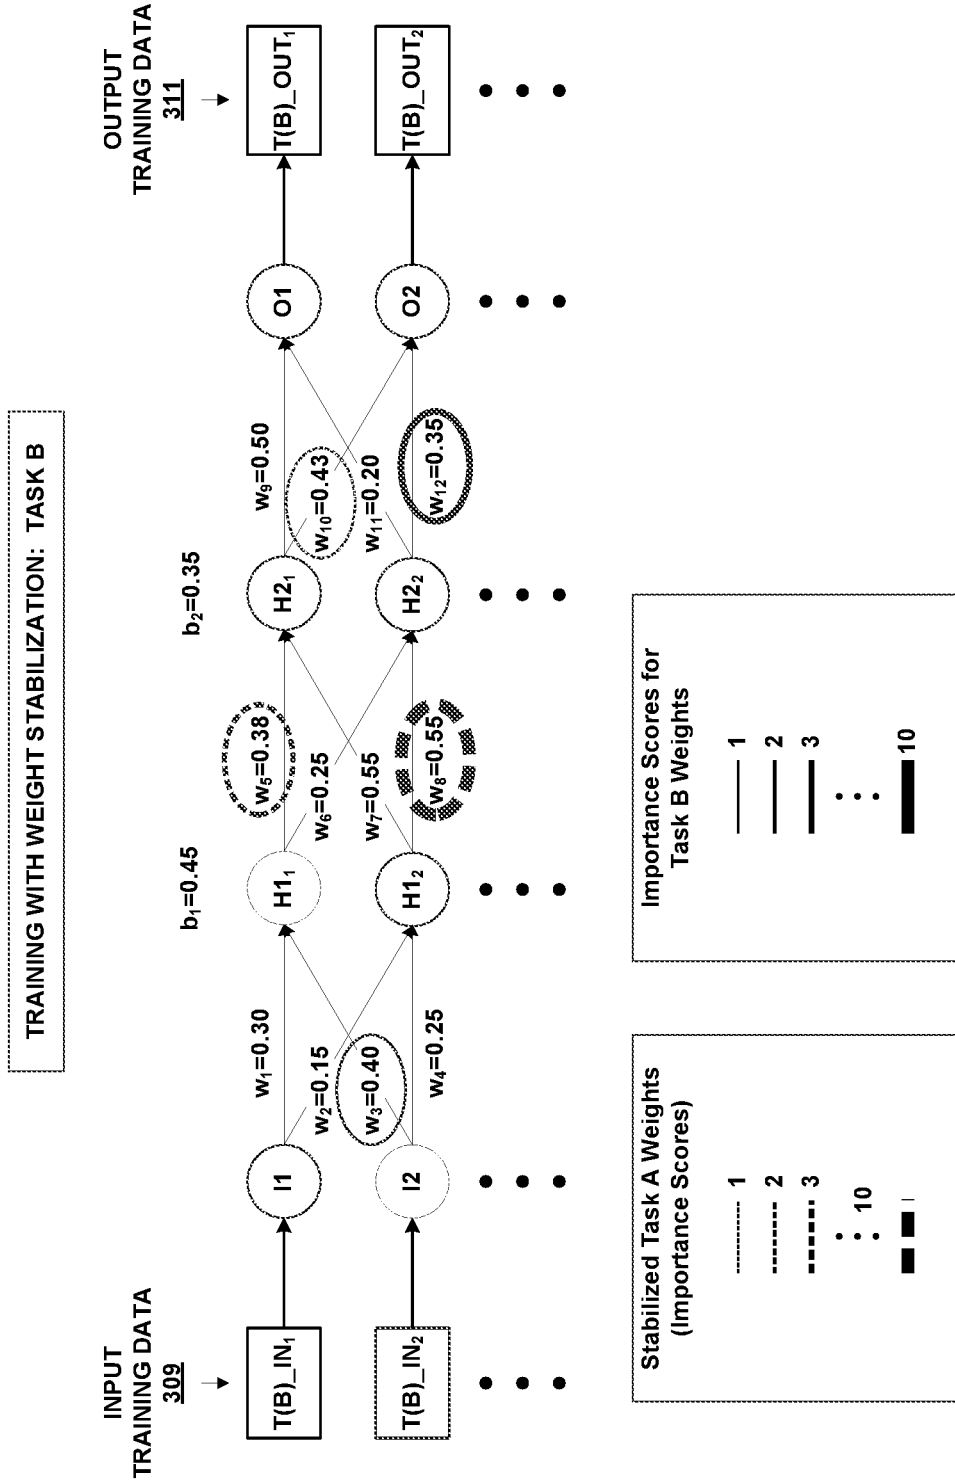 TRAINING WITH WEIGHT STABILIZATION:  TASK B
INPUT
TRAINING DATA
309
OUTPUT
TRAINING DATA
311
b₁=0.45
b₂=0.35
T(B)_IN₁
I1
w₁=0.30
H1₁
w₅=0.38
H2₁
w₉=0.50
O1
T(B)_OUT₁
w₂=0.15
w₆=0.25
w₁₀=0.43
w₃=0.40
w₇=0.55
w₁₁=0.20
T(B)_IN₂
I2
w₄=0.25
H1₂
w₈=0.55
H2₂
w₁₂=0.35
O2
T(B)_OUT₂
Stabilized Task A Weights
(Importance Scores)
1
2
3
10
Importance Scores for
Task B Weights
1
2
3
10